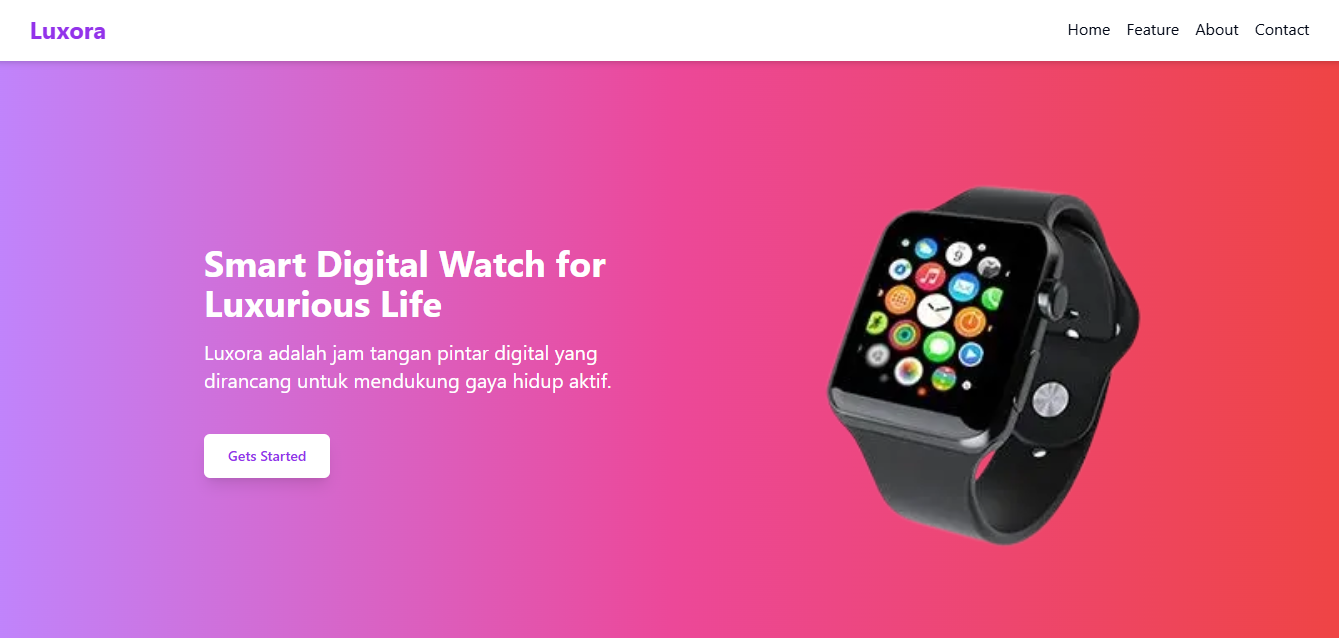 Luxora
Home Feature About Contact
Smart Digital Watch for
Luxurious Life
Luxora adalah jam tangan pintar digital yang
dirancang untuk mendukung gaya hidup aktif.
Gets Started
9